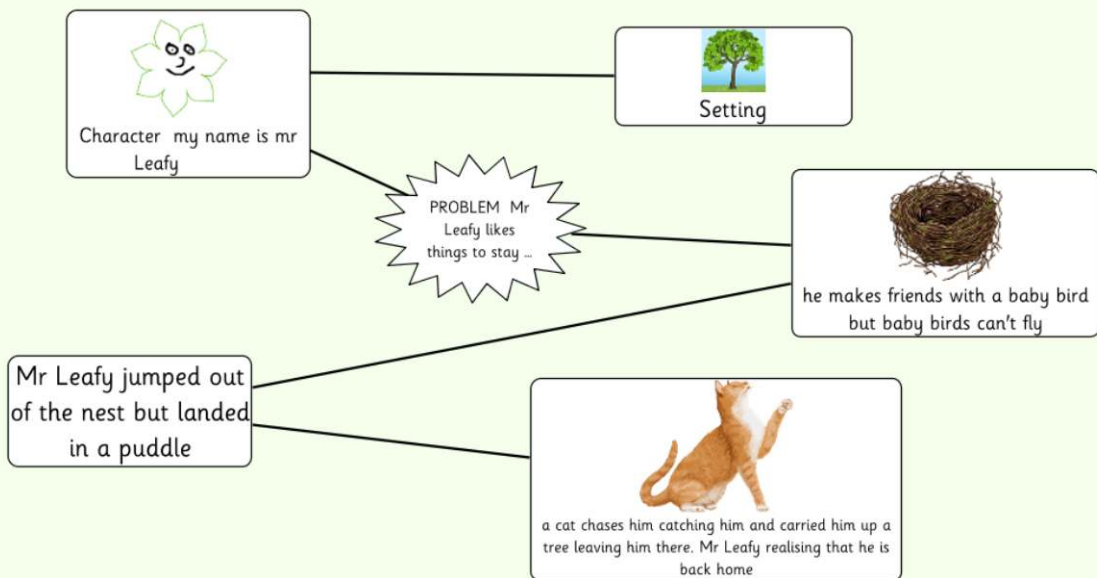 Character my name is mr
Leafy
Setting
PROBLEM Mr
Leafy likes
things to stay ...
he makes friends with a baby bird
but baby birds can't fly
Mr Leafy jumped out
of the nest but landed
in a puddle
a cat chases him catching him and carried him up a
tree leaving him there. Mr Leafy realising that he is
back home